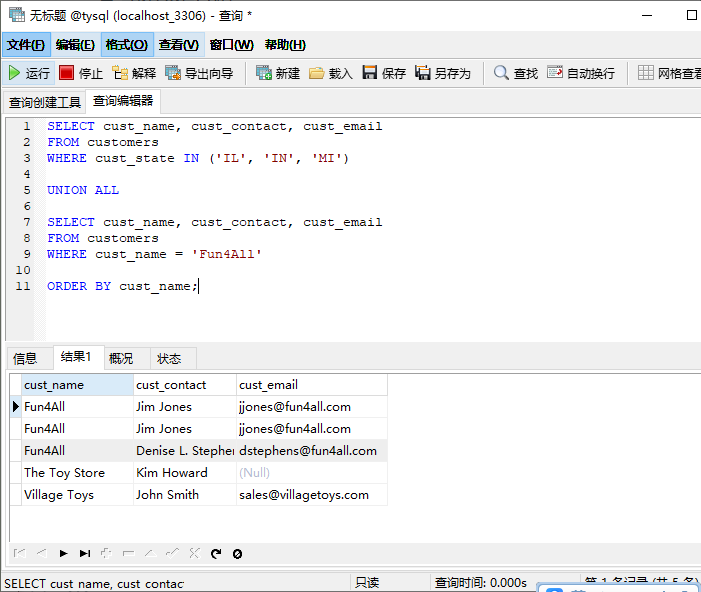 无标题 @tysql (localhost_3306) - 查询 *
文件(F) 编辑(E) 格式(O) 查看(V) 窗口(W) 帮助(H)
运行 停止 解释 导出向导 新建 载入 保存 另存为 查找 自动换行 网格查看
查询创建工具 查询编辑器
1 SELECT cust_name, cust_contact, cust_email
2 FROM customers
3 WHERE cust_state IN ('IL', 'IN', 'MI')
4
5 UNION ALL
6
7 SELECT cust_name, cust_contact, cust_email
8 FROM customers
9 WHERE cust_name = 'Fun4All'
10
11 ORDER BY cust_name;
信息 结果1 概况 状态
cust_name cust_contact cust_email
Fun4All Jim Jones jjones@fun4all.com
Fun4All Jim Jones jjones@fun4all.com
Fun4All Denise L. Stephen dstephens@fun4all.com
The Toy Store Kim Howard (Null)
Village Toys John Smith sales@villagetoys.com
SELECT cust_name, cust_contac 只读 查询时间: 0.000s 第 1 条记录 (共 5 条)